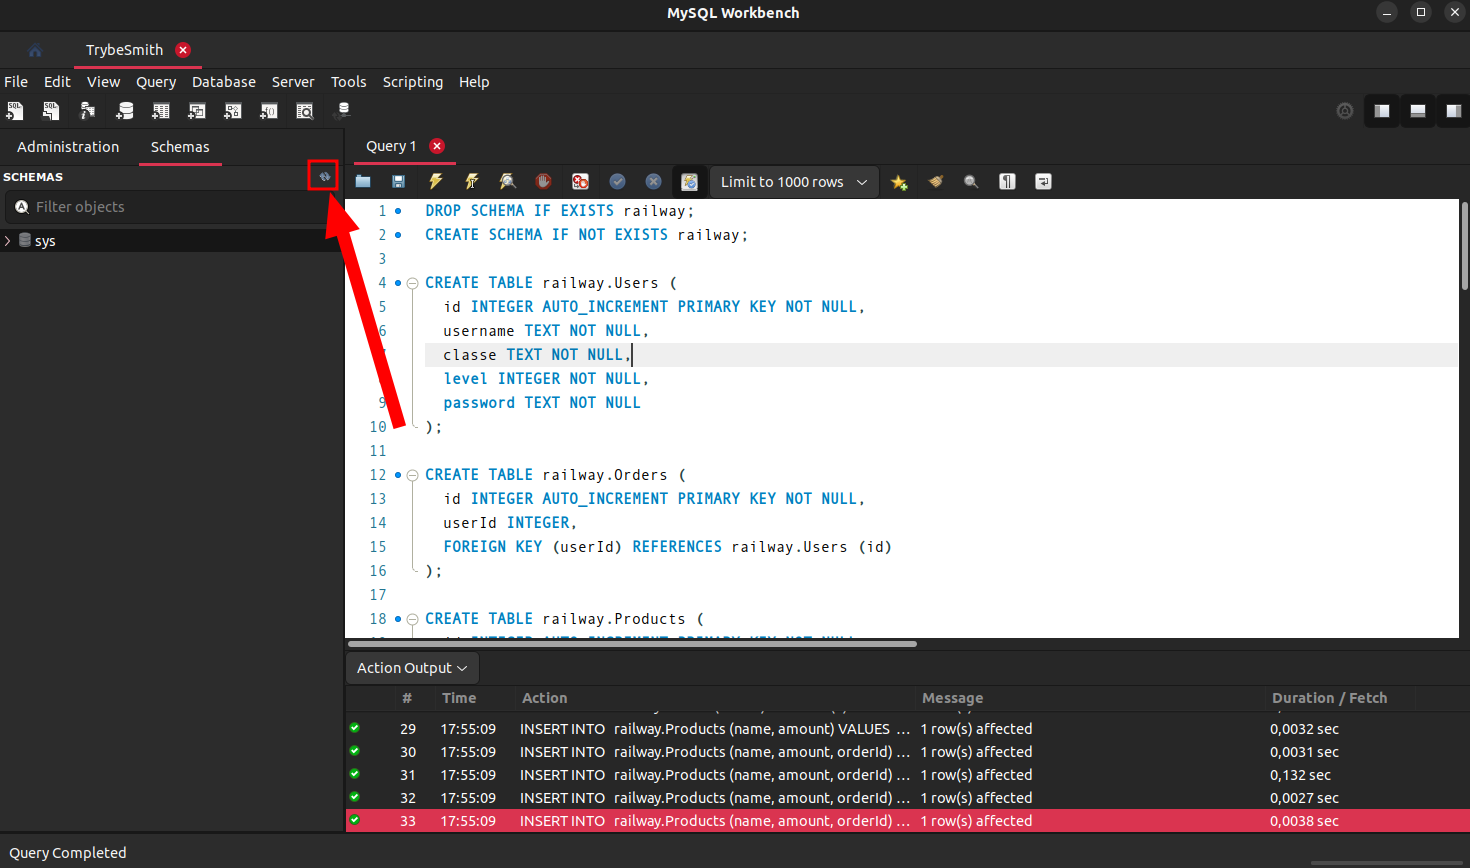 MySQL Workbench
TrybeSmith
File Edit View Query Database Server Tools Scripting Help
Administration Schemas
Query 1
SCHEMAS
Limit to 1000 rows
Filter objects
sys
1 DROP SCHEMA IF EXISTS railway;
2 CREATE SCHEMA IF NOT EXISTS railway;
3
4 CREATE TABLE railway.Users (
5 id INTEGER AUTO_INCREMENT PRIMARY KEY NOT NULL,
6 username TEXT NOT NULL,
classe TEXT NOT NULL,
level INTEGER NOT NULL,
9 password TEXT NOT NULL
10 );
11
12 CREATE TABLE railway.Orders (
13 id INTEGER AUTO_INCREMENT PRIMARY KEY NOT NULL,
14 userId INTEGER,
15 FOREIGN KEY (userId) REFERENCES railway.Users (id)
16 );
17
18 CREATE TABLE railway.Products (
Action Output
# Time Action Message Duration / Fetch
29 17:55:09 INSERT INTO railway.Products (name, amount) VALUES ... 1 row(s) affected 0,0032 sec
30 17:55:09 INSERT INTO railway.Products (name, amount, orderId) ... 1 row(s) affected 0,0031 sec
31 17:55:09 INSERT INTO railway.Products (name, amount, orderId) ... 1 row(s) affected 0,132 sec
32 17:55:09 INSERT INTO railway.Products (name, amount, orderId) ... 1 row(s) affected 0,0027 sec
33 17:55:09 INSERT INTO railway.Products (name, amount, orderId) ... 1 row(s) affected 0,0038 sec
Query Completed